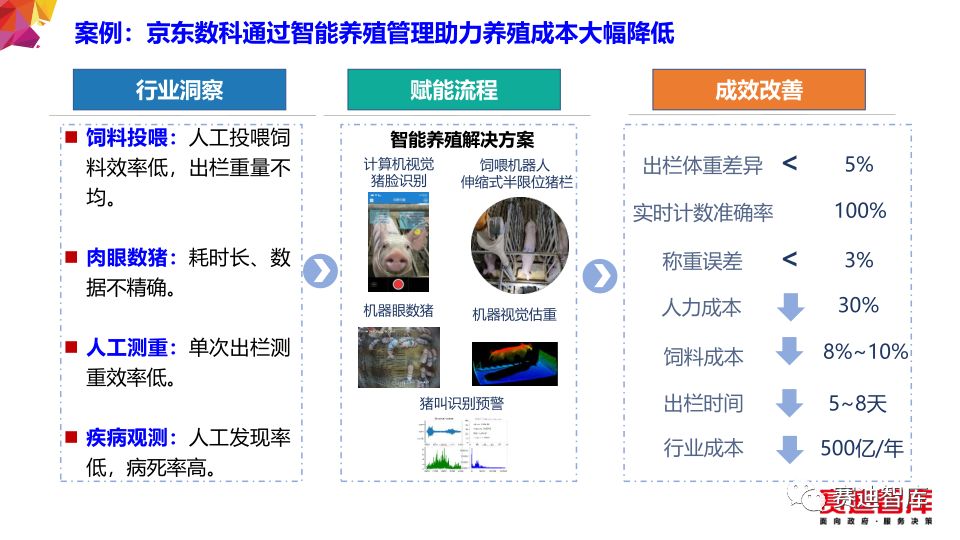 案例：京东数科通过智能养殖管理助力养殖成本大幅降低
行业洞察
饲料投喂：人工投喂饲
料效率低，出栏重量不
均。
肉眼数猪：耗时长、数
据不精确。
人工测重：单次出栏测
重效率低。
疾病观测：人工发现率
低，病死率高。
赋能流程
智能养殖解决方案
计算机视觉
猪脸识别
饲喂机器人
伸缩式半限位猪栏
机器眼数猪
机器视觉估重
猪叫识别预警
成效改善
出栏体重差异 < 5%
实时计数准确率 100%
称重误差 < 3%
人力成本 30%
饲料成本 8%~10%
出栏时间 5~8天
行业成本 500亿/年
赛迪智库
赛迪智库
面向政府·服务决策